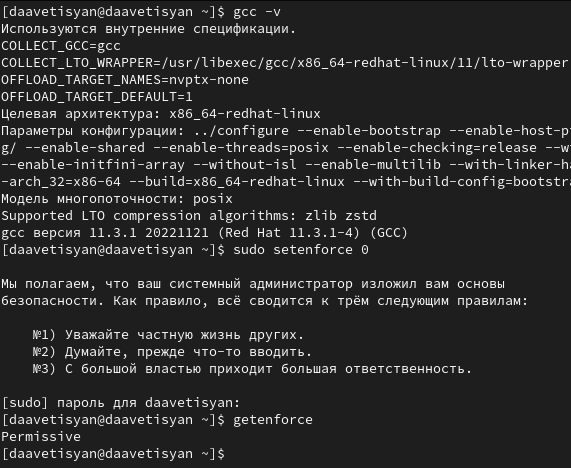 [daavetisyan@daavetisyan ~]$ gcc -v
Используются внутренние спецификации.
COLLECT_GCC=gcc
COLLECT_LTO_WRAPPER=/usr/libexec/gcc/x86_64-redhat-linux/11/lto-wrapper
OFFLOAD_TARGET_NAMES=nvptx-none
OFFLOAD_TARGET_DEFAULT=1
Целевая архитектура: x86_64-redhat-linux
Параметры конфигурации: ../configure --enable-bootstrap --enable-host-p
g/ --enable-shared --enable-threads=posix --enable-checking=release --w
--enable-initfini-array --without-isl --enable-multilib --with-linker-ha
-arch_32=x86-64 --build=x86_64-redhat-linux --with-build-config=bootstra
Модель многопоточности: posix
Supported LTO compression algorithms: zlib zstd
gcc версия 11.3.1 20221121 (Red Hat 11.3.1-4) (GCC)
[daavetisyan@daavetisyan ~]$ sudo setenforce 0
Мы полагаем, что ваш системный администратор изложил вам основы
безопасности. Как правило, всё сводится к трём следующим правилам:
№1) Уважайте частную жизнь других.
№2) Думайте, прежде что-то вводить.
№3) С большой властью приходит большая ответственность.
[sudo] пароль для daavetisyan:
[daavetisyan@daavetisyan ~]$ getenforce
Permissive
[daavetisyan@daavetisyan ~]$